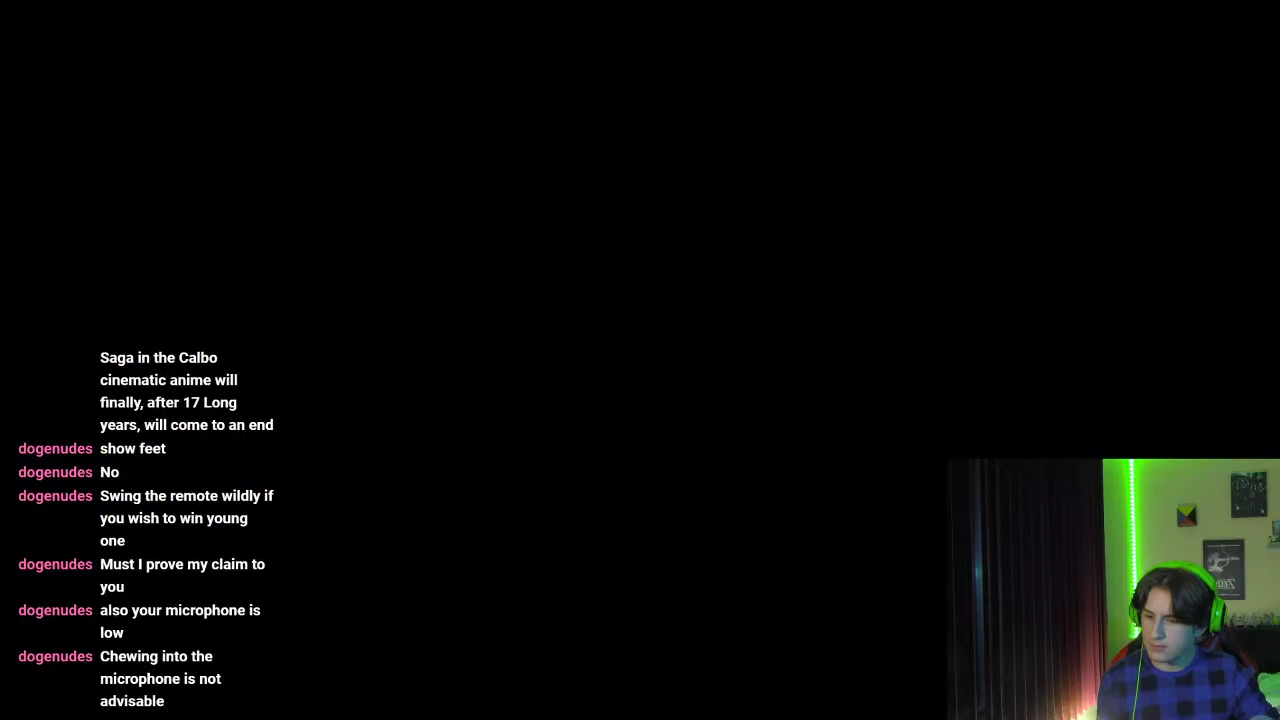 Saga in the Calbo
cinematic anime will
finally, after 17 Long
years, will come to an end
dogenudes show feet
dogenudes No
dogenudes Swing the remote wildly if
you wish to win young
one
dogenudes Must I prove my claim to
you
dogenudes also your microphone is
low
dogenudes Chewing into the
microphone is not
advisable